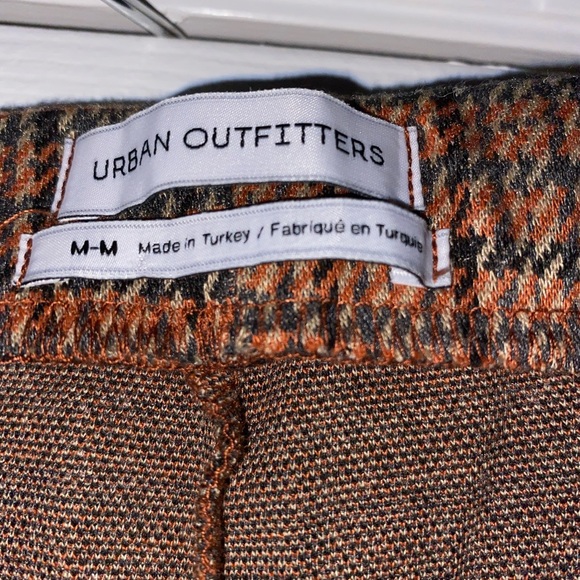 URBAN OUTFITTERS
M-M Made in Turkey / Fabriqué en Turquie